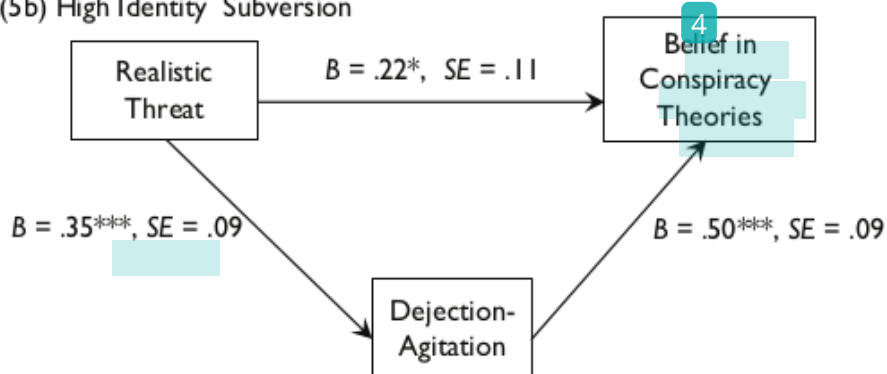 (5b) High Identity Subversion
4
Realistic
Threat
B = .22*, SE = .11
Belief in
Conspiracy
Theories
B = .35***, SE = .09
B = .50***, SE = .09
Dejection-
Agitation